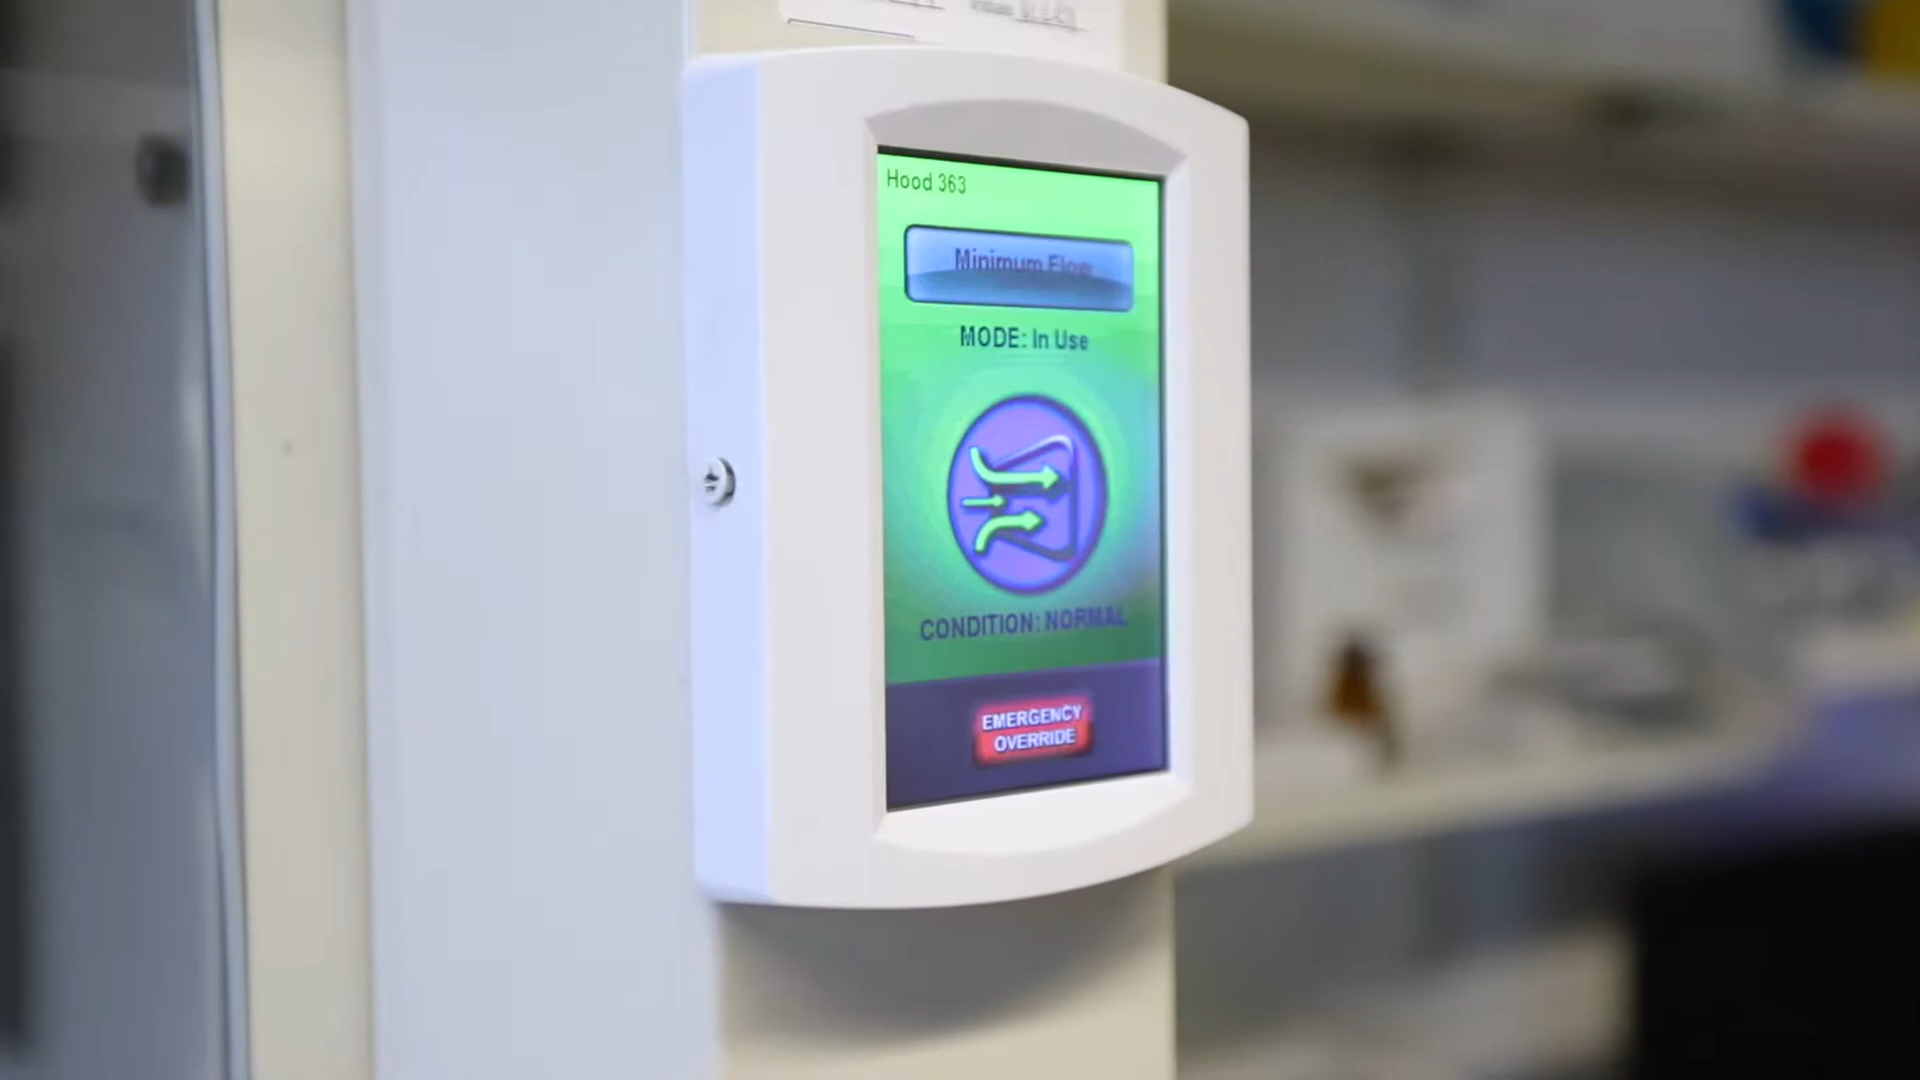 Hood 363
Minimum Flow
MODE: In Use
CONDITION: NORMAL
EMERGENCY
OVERRIDE